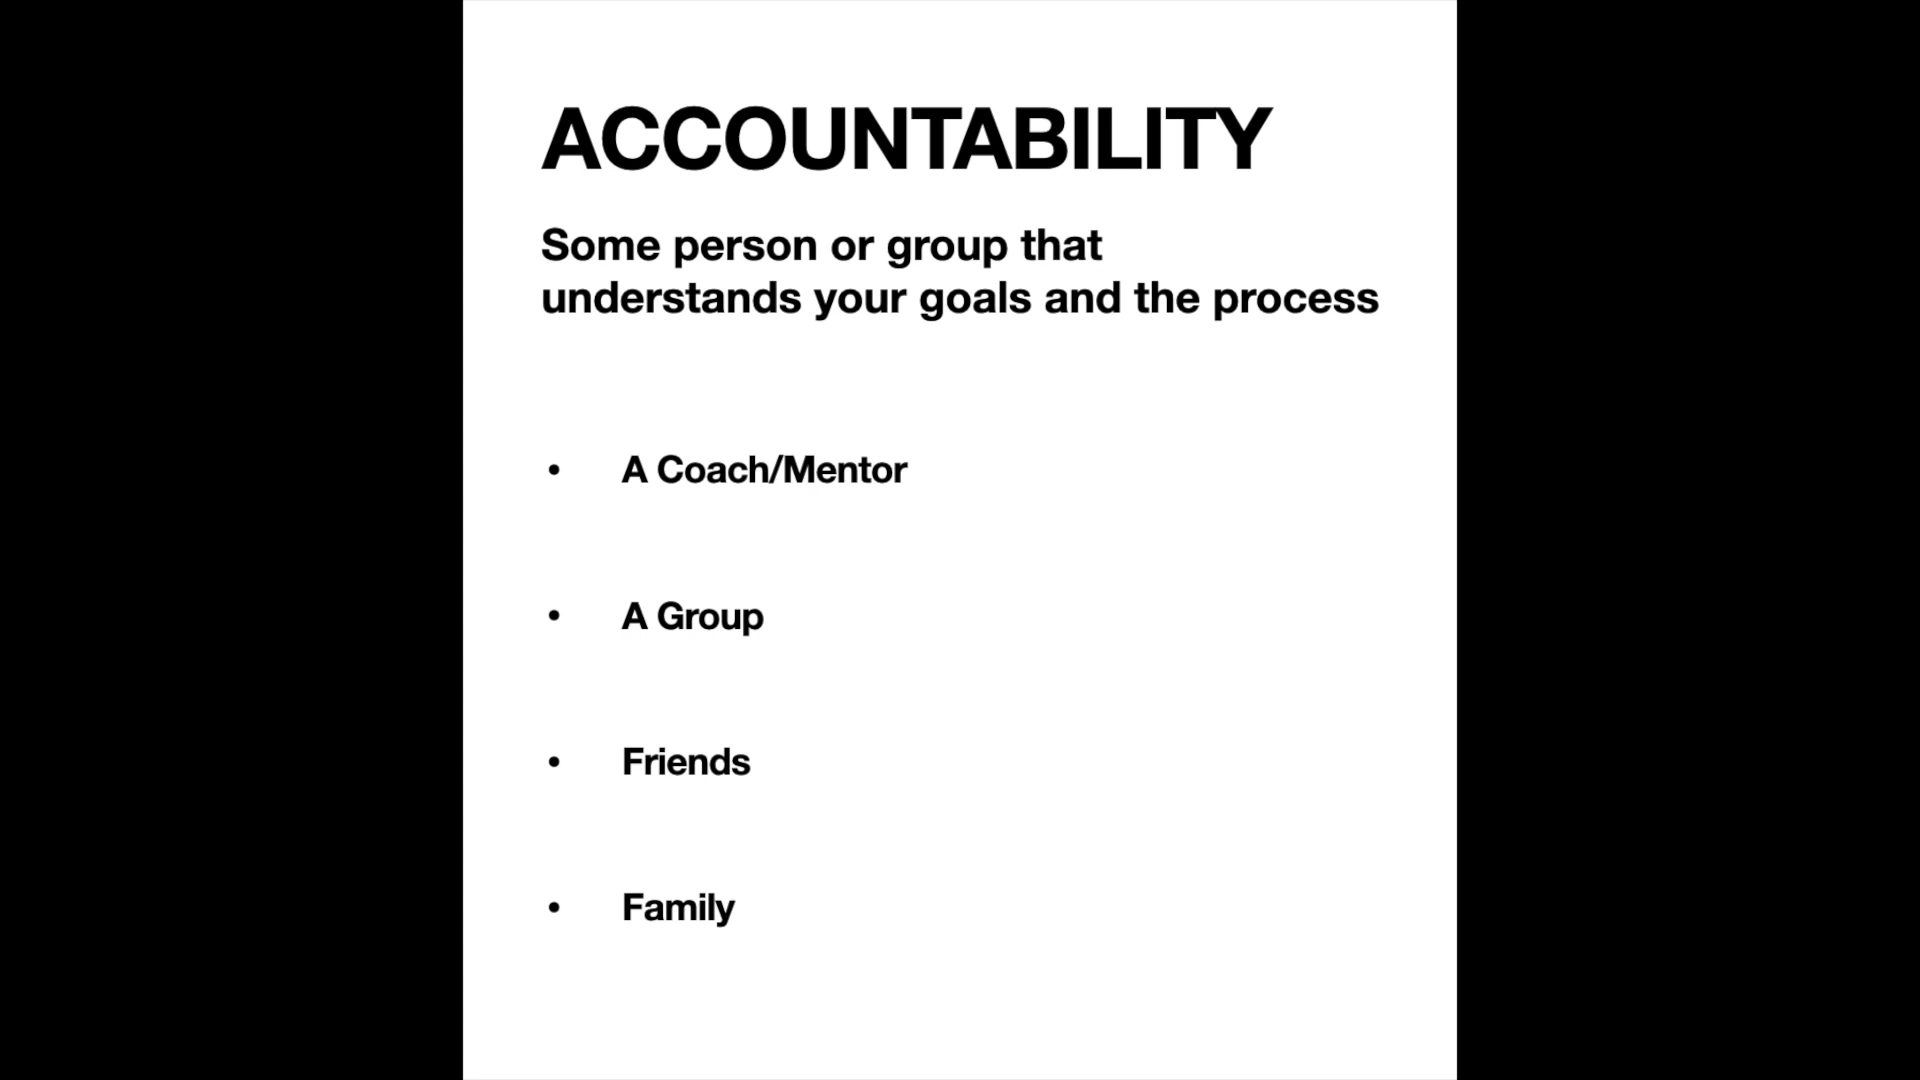 ACCOUNTABILITY
Some person or group that
understands your goals and the process
• A Coach/Mentor
• A Group
• Friends
• Family